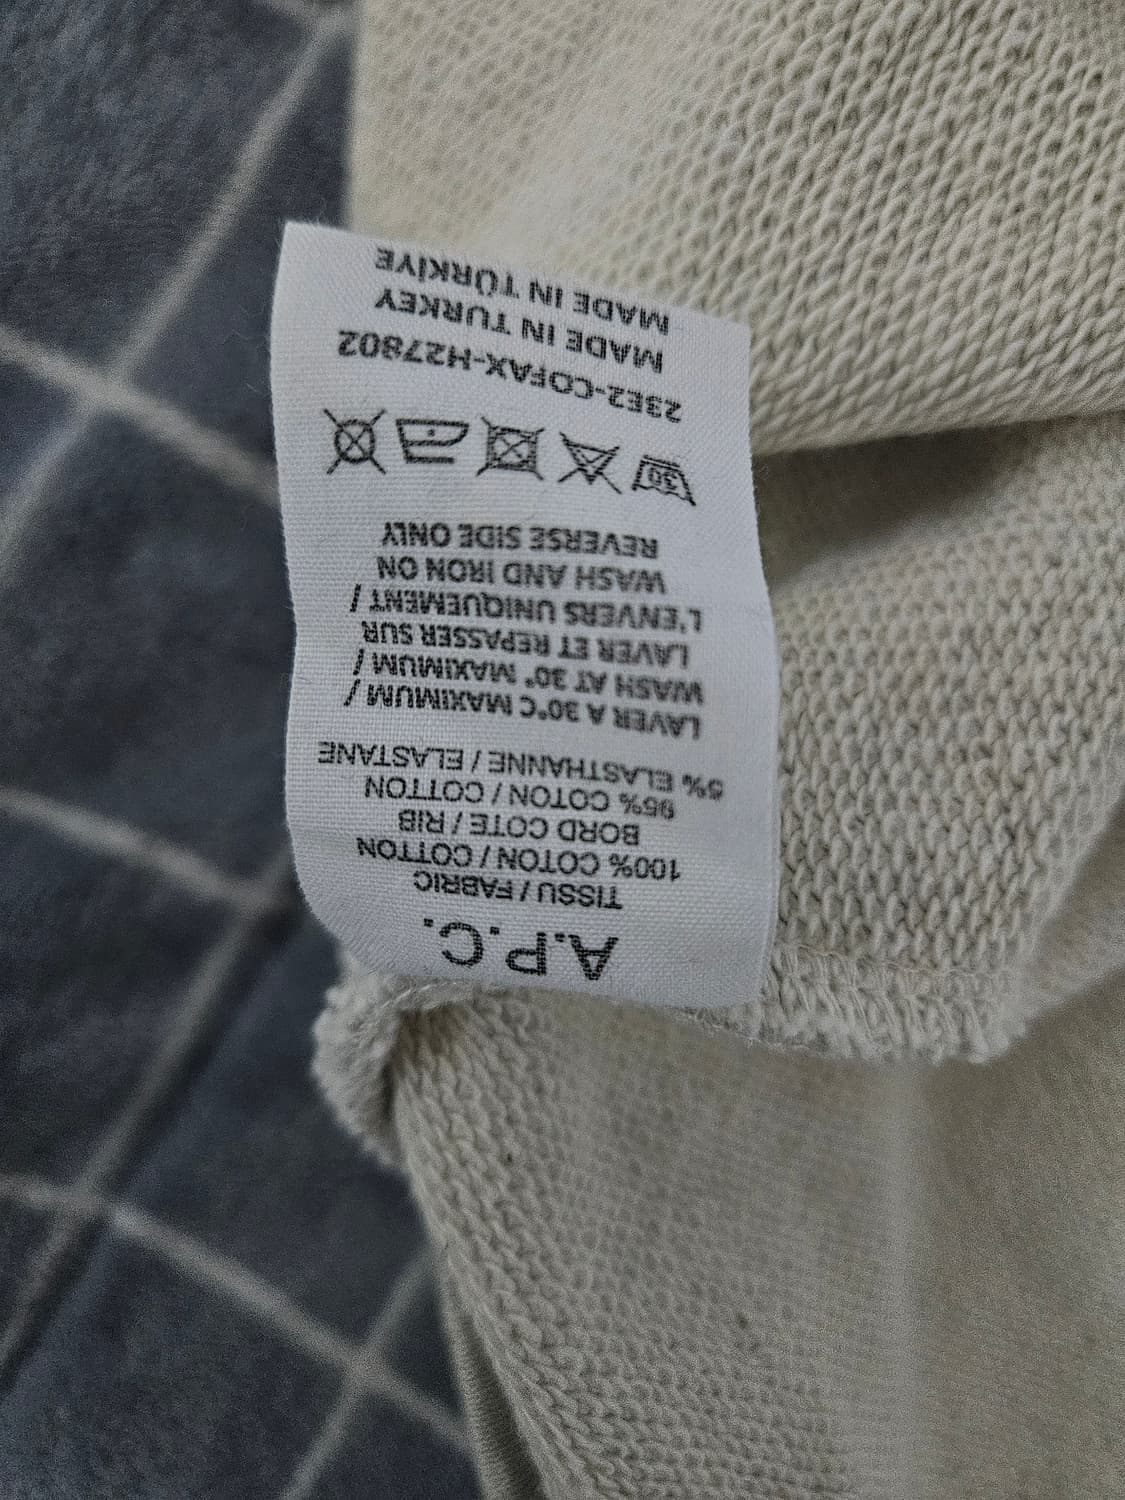 A.P.C.
TISSU / FABRIC
100% COTON / COTTON
BORD COTE / RIB
95% COTON / COTTON
5% ELASTHANNE / ELASTANE
LAVER A 30°C MAXIMUM /
WASH AT 30° MAXIMUM /
LAVER ET REPASSER SUR
L'ENVERS UNIQUEMENT /
WASH AND IRON ON
REVERSE SIDE ONLY
30
23E2-COFAX-H27802
MADE IN TURKEY
MADE IN TÜRKİYE